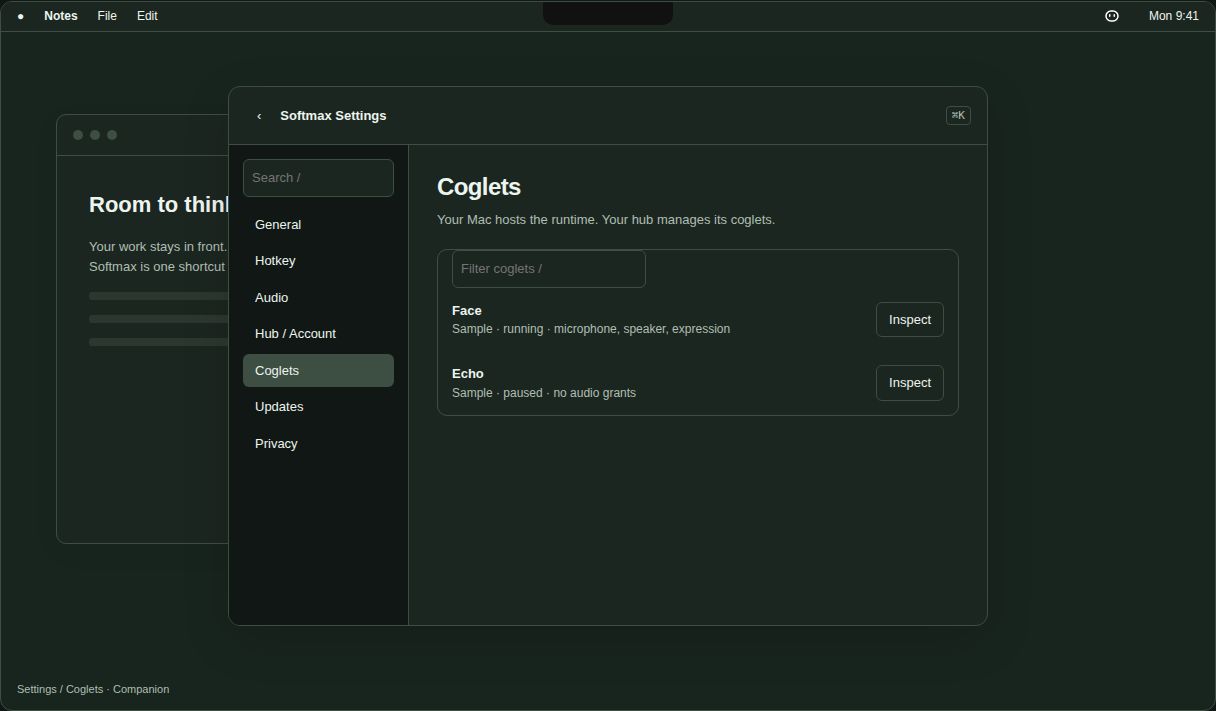 Notes File Edit
Mon 9:41
Softmax Settings
⌘K
Room to think
Your work stays in front.
Softmax is one shortcut
Search /
General
Hotkey
Audio
Hub / Account
Coglets
Updates
Privacy
Coglets
Your Mac hosts the runtime. Your hub manages its coglets.
Filter coglets /
Face
Sample · running · microphone, speaker, expression
Inspect
Echo
Sample · paused · no audio grants
Inspect
Settings / Coglets · Companion